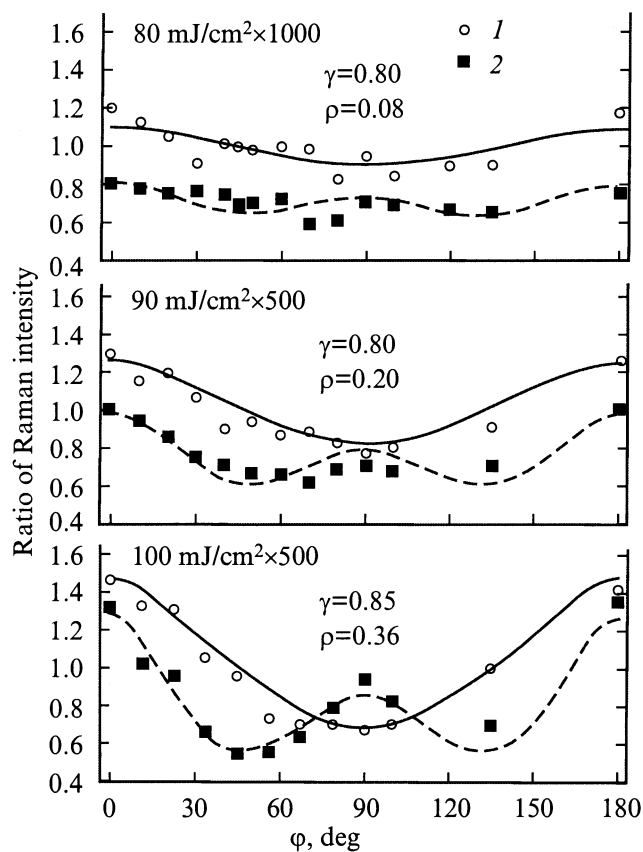 1.6
80 mJ/cm²×1000
1
1.4
γ=0.80
2
1.2
ρ=0.08
1.0
0.8
0.6
0.4
90 mJ/cm²×500
1.6
1.4
γ=0.80
1.2
ρ=0.20
1.0
0.8
0.6
0.4
100 mJ/cm²×500
1.6
1.4
γ=0.85
1.2
ρ=0.36
1.0
0.8
0.6
0.4
0 30 60 90 120 150 180
φ, deg
Ratio of Raman intensity